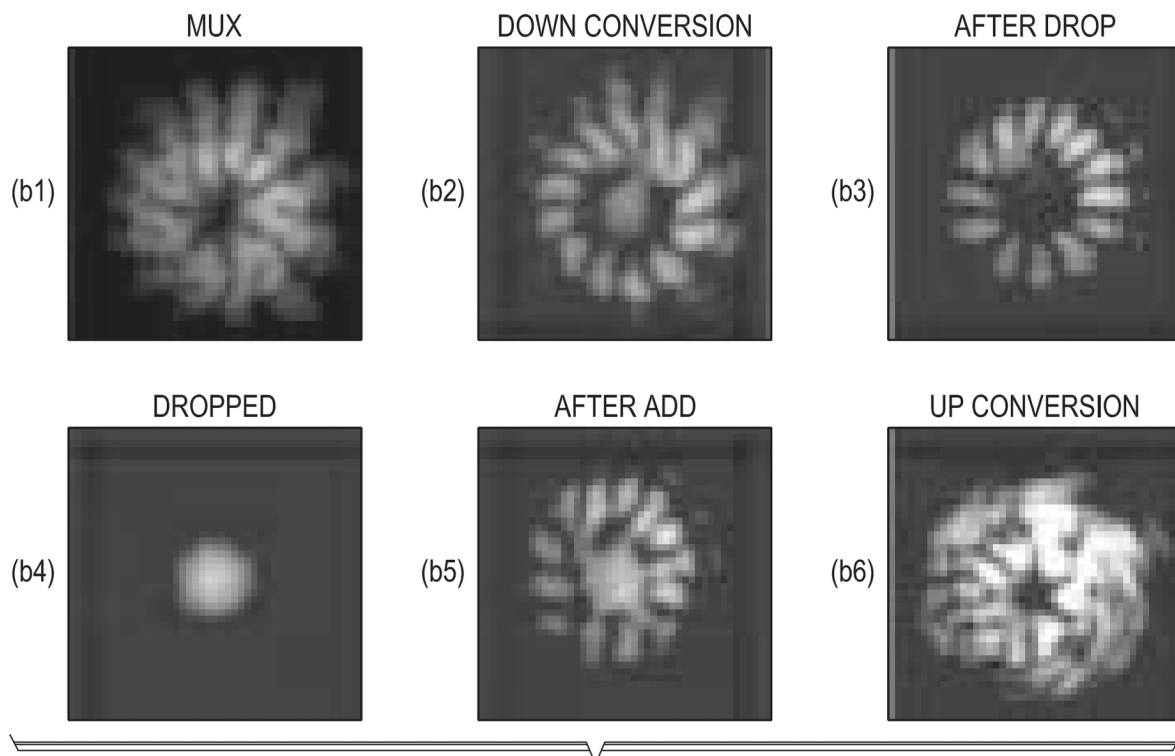 MUX
DOWN CONVERSION
AFTER DROP
(b1)
(b2)
(b3)
DROPPED
AFTER ADD
UP CONVERSION
(b4)
(b5)
(b6)